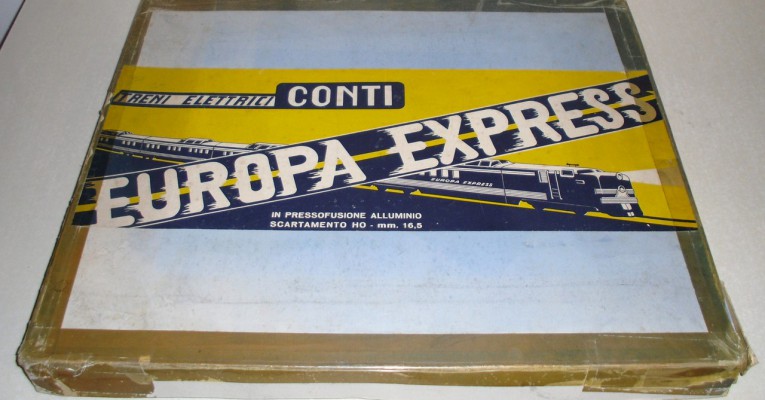 TRENI ELETTRICI CONTI
EUROPA EXPRESS
EUROPA EXPRESS
IN PRESSOFUSIONE ALLUMINIO
SCARTAMENTO HO - mm. 16,5